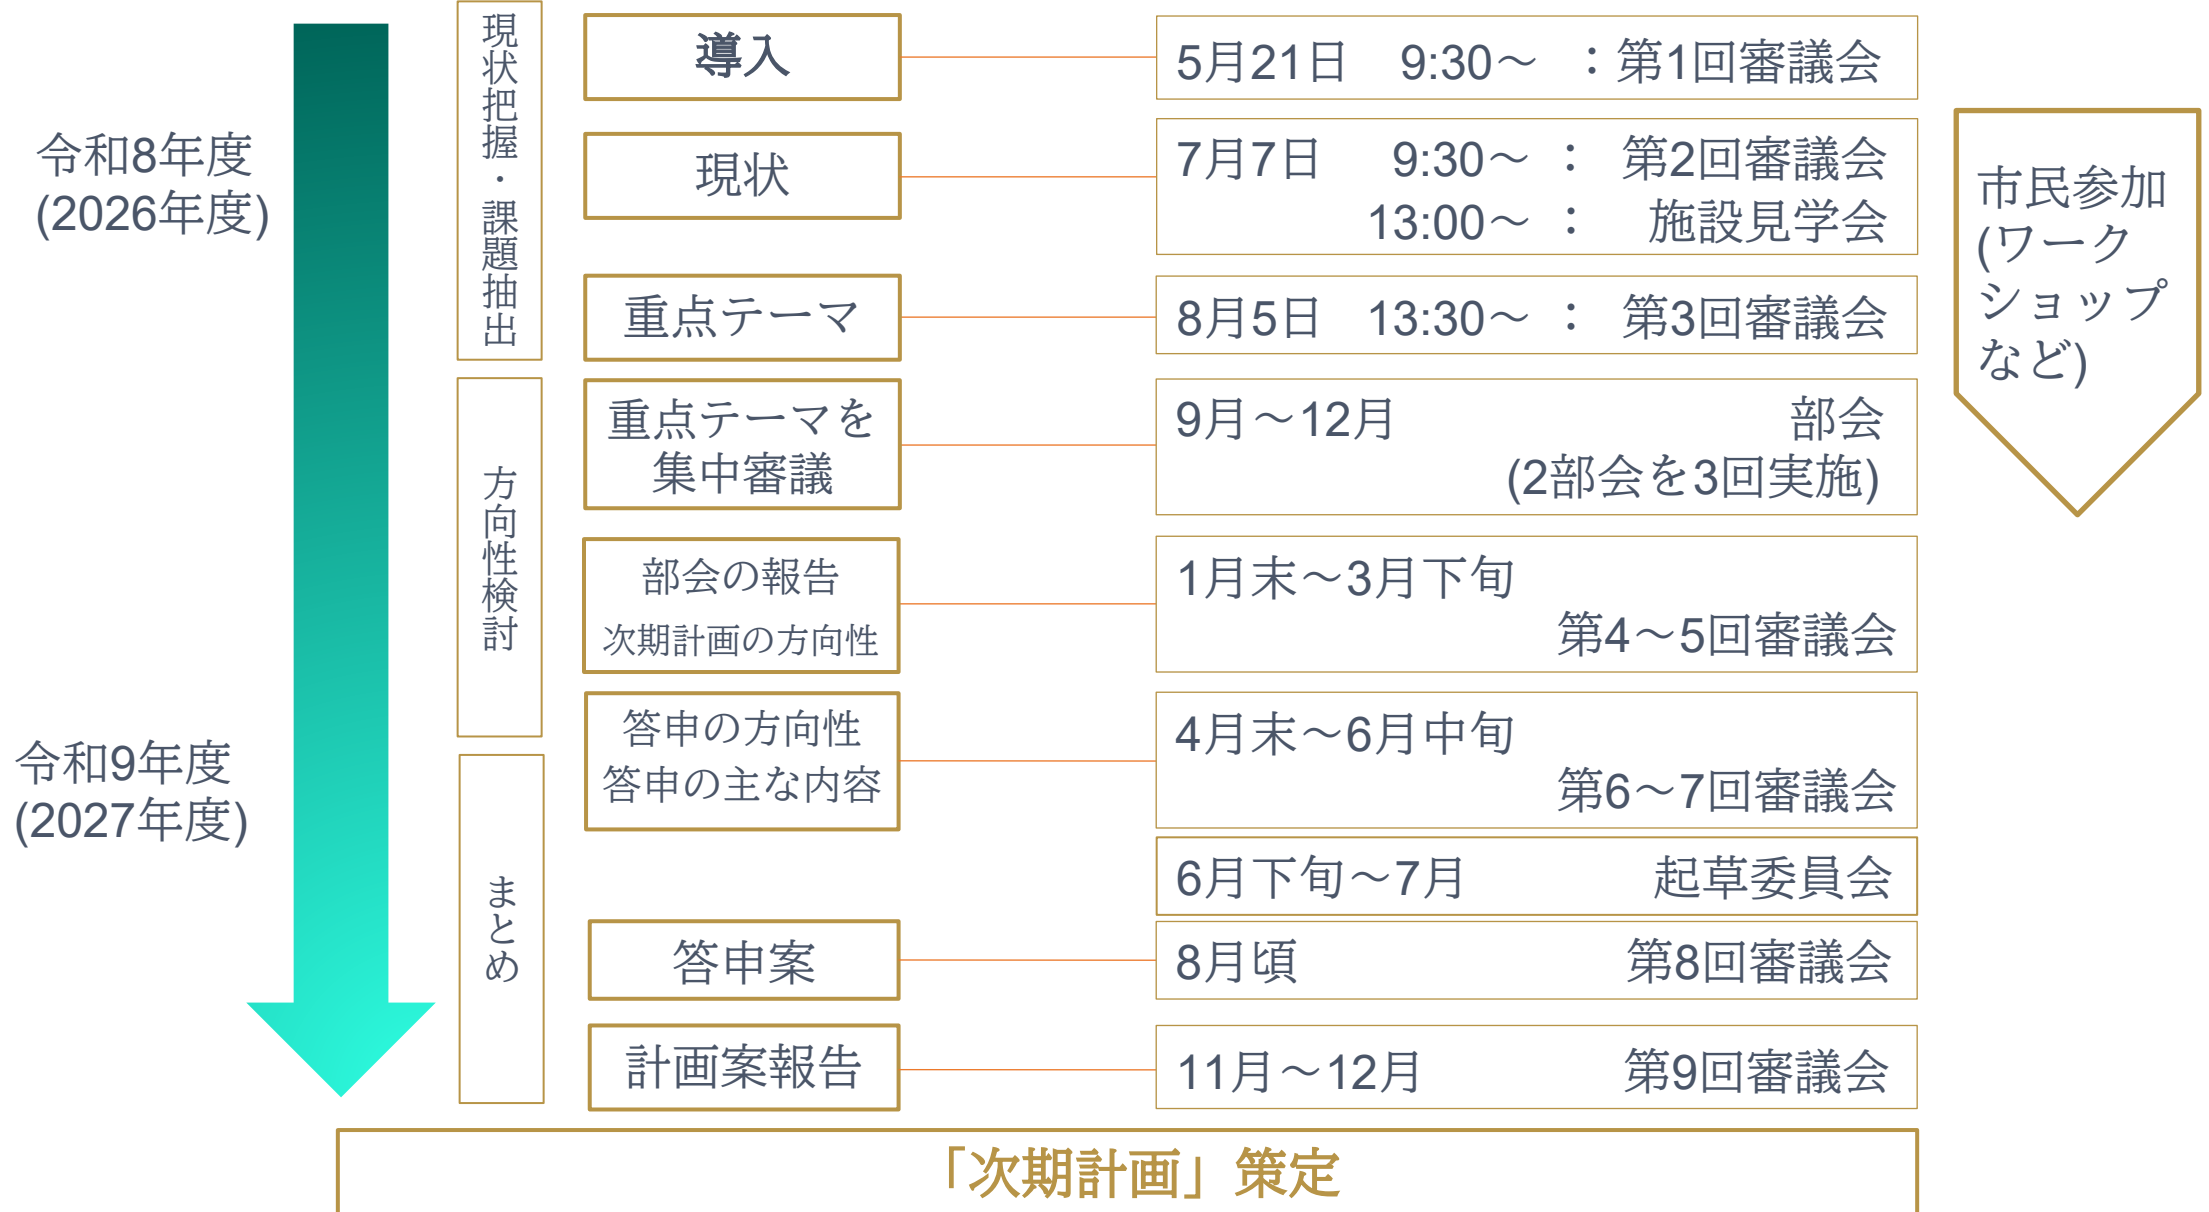 令和8年度
(2026年度)
令和9年度
(2027年度)
現状把握・課題抽出
方向性検討
まとめ
導入
5月21日 9:30～ ：第1回審議会
現状
7月7日 9:30～ ： 第2回審議会
13:00～ ： 施設見学会
重点テーマ
8月5日 13:30～ ： 第3回審議会
重点テーマを
集中審議
9月～12月 部会
(2部会を3回実施)
部会の報告
次期計画の方向性
1月末～3月下旬
第4～5回審議会
答申の方向性
答申の主な内容
4月末～6月中旬
第6～7回審議会
6月下旬～7月 起草委員会
答申案
8月頃 第8回審議会
計画案報告
11月～12月 第9回審議会
市民参加
(ワーク
ショップ
など)
「次期計画」策定